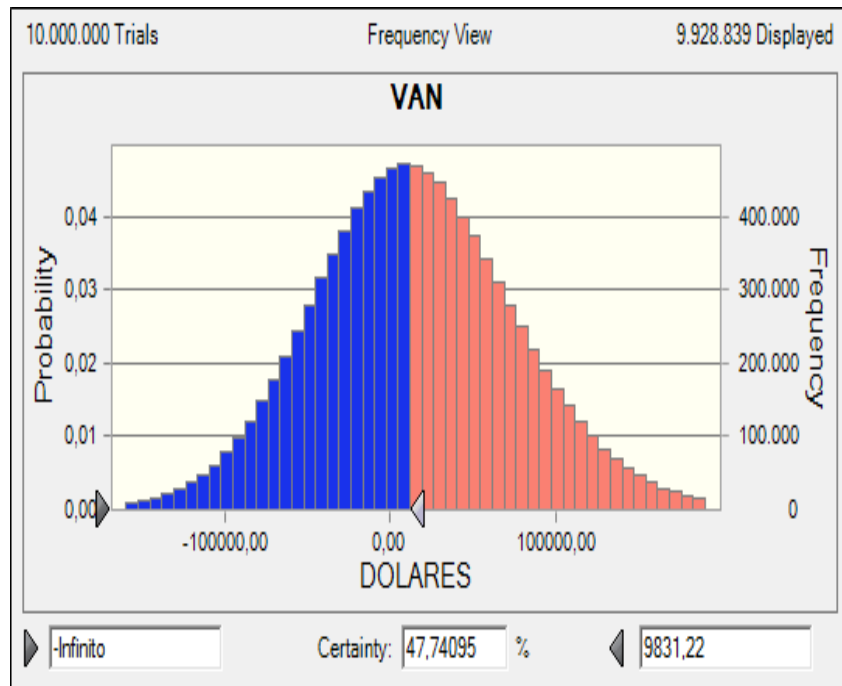 10.000.000 Trials Frequency View 9.928.839 Displayed
VAN
Probability
0,04
0,03
0,02
0,01
0,00
400.000
300.000
200.000
100.000
0
Frequency
-100000,00 0,00 100000,00
DOLARES
-Infinito Certainty: 47,74095 % 9831,22